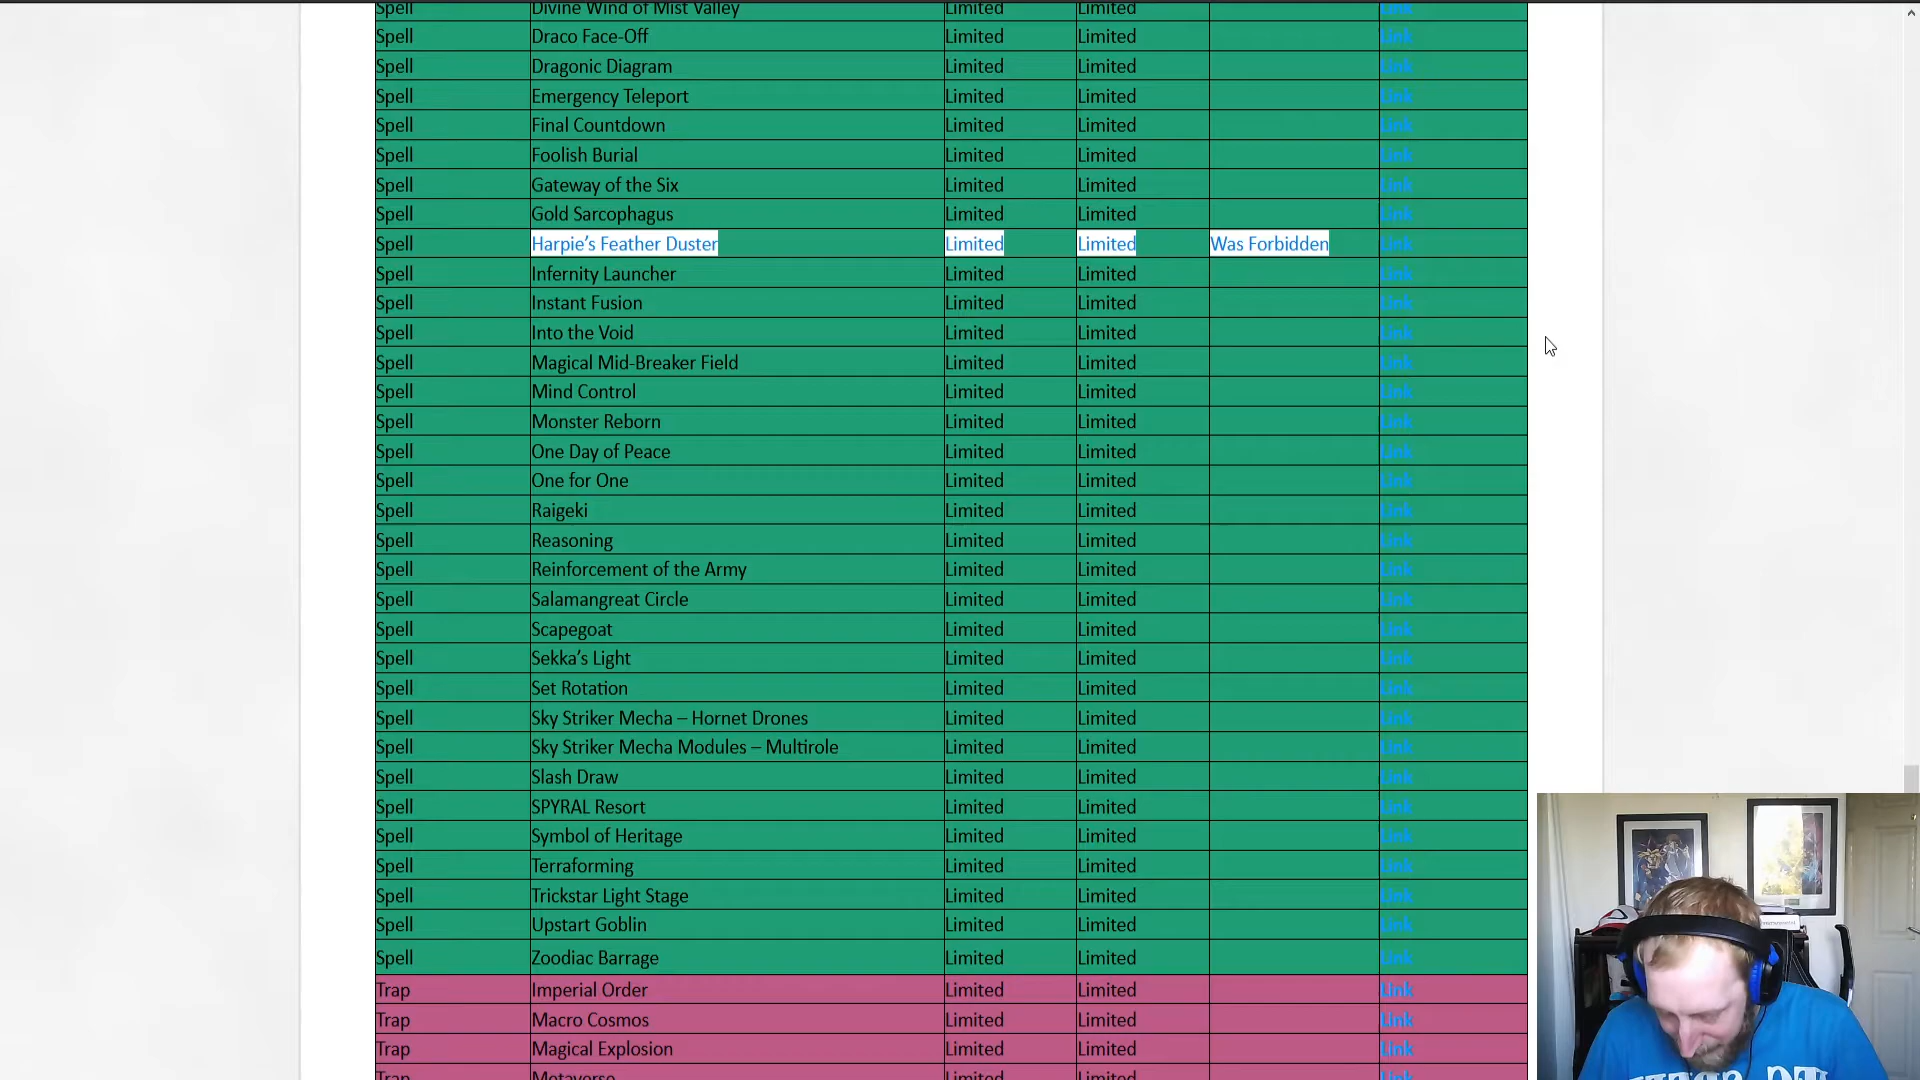 Spell Divine Wind of Mist Valley Limited Limited Link
Spell Draco Face-Off Limited Limited Link
Spell Dragonic Diagram Limited Limited Link
Spell Emergency Teleport Limited Limited Link
Spell Final Countdown Limited Limited Link
Spell Foolish Burial Limited Limited Link
Spell Gateway of the Six Limited Limited Link
Spell Gold Sarcophagus Limited Limited Link
Spell Harpie’s Feather Duster Limited Limited Was Forbidden Link
Spell Infernity Launcher Limited Limited Link
Spell Instant Fusion Limited Limited Link
Spell Into the Void Limited Limited Link
Spell Magical Mid-Breaker Field Limited Limited Link
Spell Mind Control Limited Limited Link
Spell Monster Reborn Limited Limited Link
Spell One Day of Peace Limited Limited Link
Spell One for One Limited Limited Link
Spell Raigeki Limited Limited Link
Spell Reasoning Limited Limited Link
Spell Reinforcement of the Army Limited Limited Link
Spell Salamangreat Circle Limited Limited Link
Spell Scapegoat Limited Limited Link
Spell Sekka’s Light Limited Limited Link
Spell Set Rotation Limited Limited Link
Spell Sky Striker Mecha – Hornet Drones Limited Limited Link
Spell Sky Striker Mecha Modules – Multirole Limited Limited Link
Spell Slash Draw Limited Limited Link
Spell SPYRAL Resort Limited Limited Link
Spell Symbol of Heritage Limited Limited Link
Spell Terraforming Limited Limited Link
Spell Trickstar Light Stage Limited Limited Link
Spell Upstart Goblin Limited Limited Link
Spell Zoodiac Barrage Limited Limited Link
Trap Imperial Order Limited Limited Link
Trap Macro Cosmos Limited Limited Link
Trap Magical Explosion Limited Limited Link
Trap Metaverse Limited Limited Link